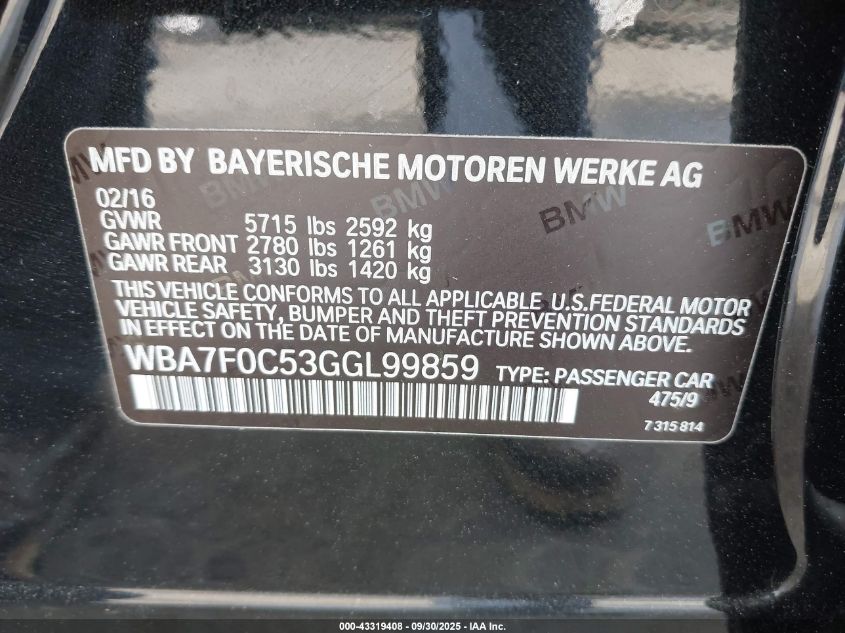 MFD BY BAYERISCHE MOTOREN WERKE AG
02/16
GVWR 5715 lbs 2592 kg
GAWR FRONT 2780 lbs 1261 kg
GAWR REAR 3130 lbs 1420 kg
THIS VEHICLE CONFORMS TO ALL APPLICABLE U.S.FEDERAL MOTOR
VEHICLE SAFETY, BUMPER AND THEFT PREVENTION STANDARDS
IN EFFECT ON THE DATE OF MANUFACTURE SHOWN ABOVE.
WBA7F0C53GGL99859 TYPE: PASSENGER CAR
475/9
7 315 814
BMW
BMW
BMW
000-43319408 - 09/30/2025 - IAA Inc.